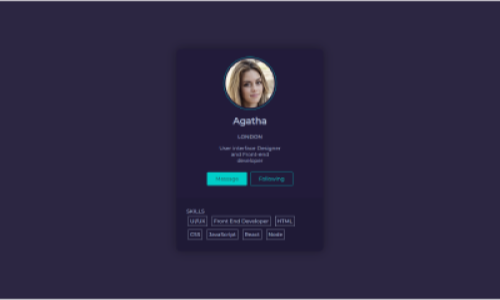 Agatha
LONDON
User interface Designer
and Front-end
developer
Message Following
SKILLS
UI/UX Front End Developer HTML
CSS JavaScript React Node